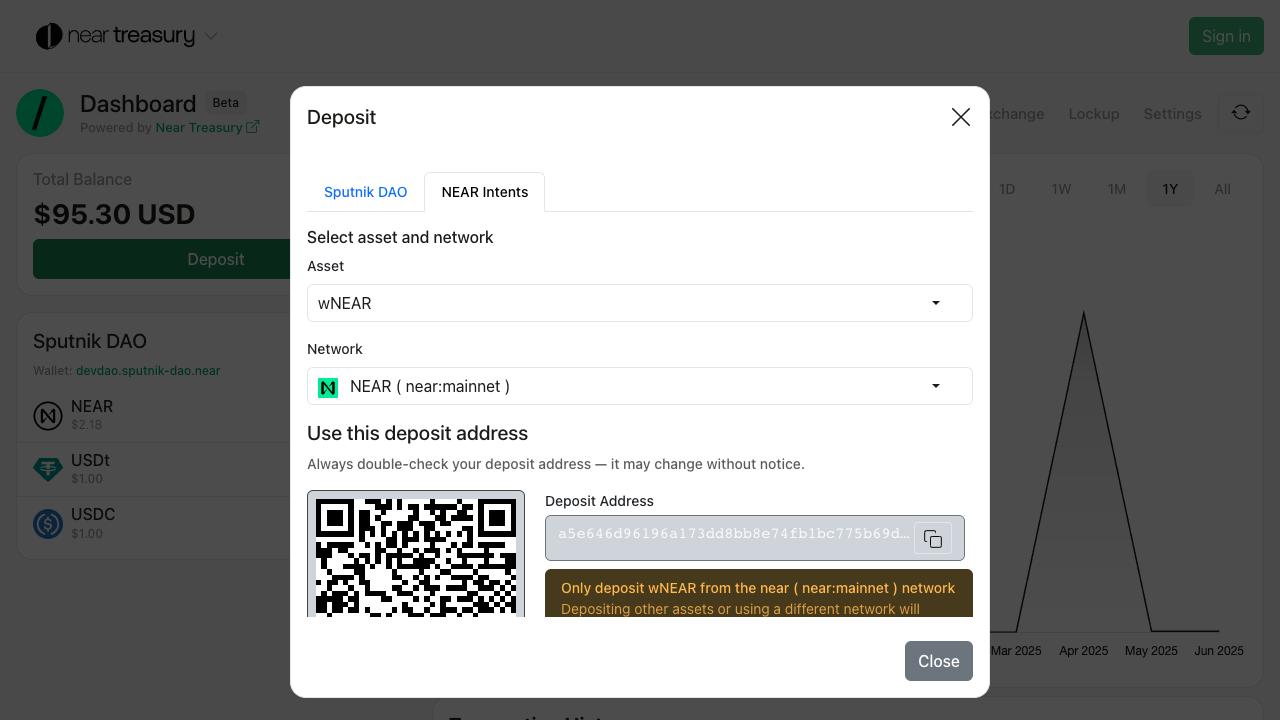 near treasury
Sign in
Dashboard
Beta
Powered by Near Treasury
change
Lockup
Settings
Total Balance
$95.30 USD
Deposit
1D
1W
1M
1Y
All
Sputnik DAO
Wallet: devdao.sputnik-dao.near
NEAR
$2.18
USDt
$1.00
USDC
$1.00
Deposit
Sputnik DAO
NEAR Intents
Select asset and network
Asset
wNEAR
Network
NEAR ( near:mainnet )
Use this deposit address
Always double-check your deposit address — it may change without notice.
Deposit Address
a5e646d96196a173dd8bb8e74fb1bc775b69d…
Only deposit wNEAR from the near ( near:mainnet ) network
Depositing other assets or using a different network will
Close
Mar 2025
Apr 2025
May 2025
Jun 2025